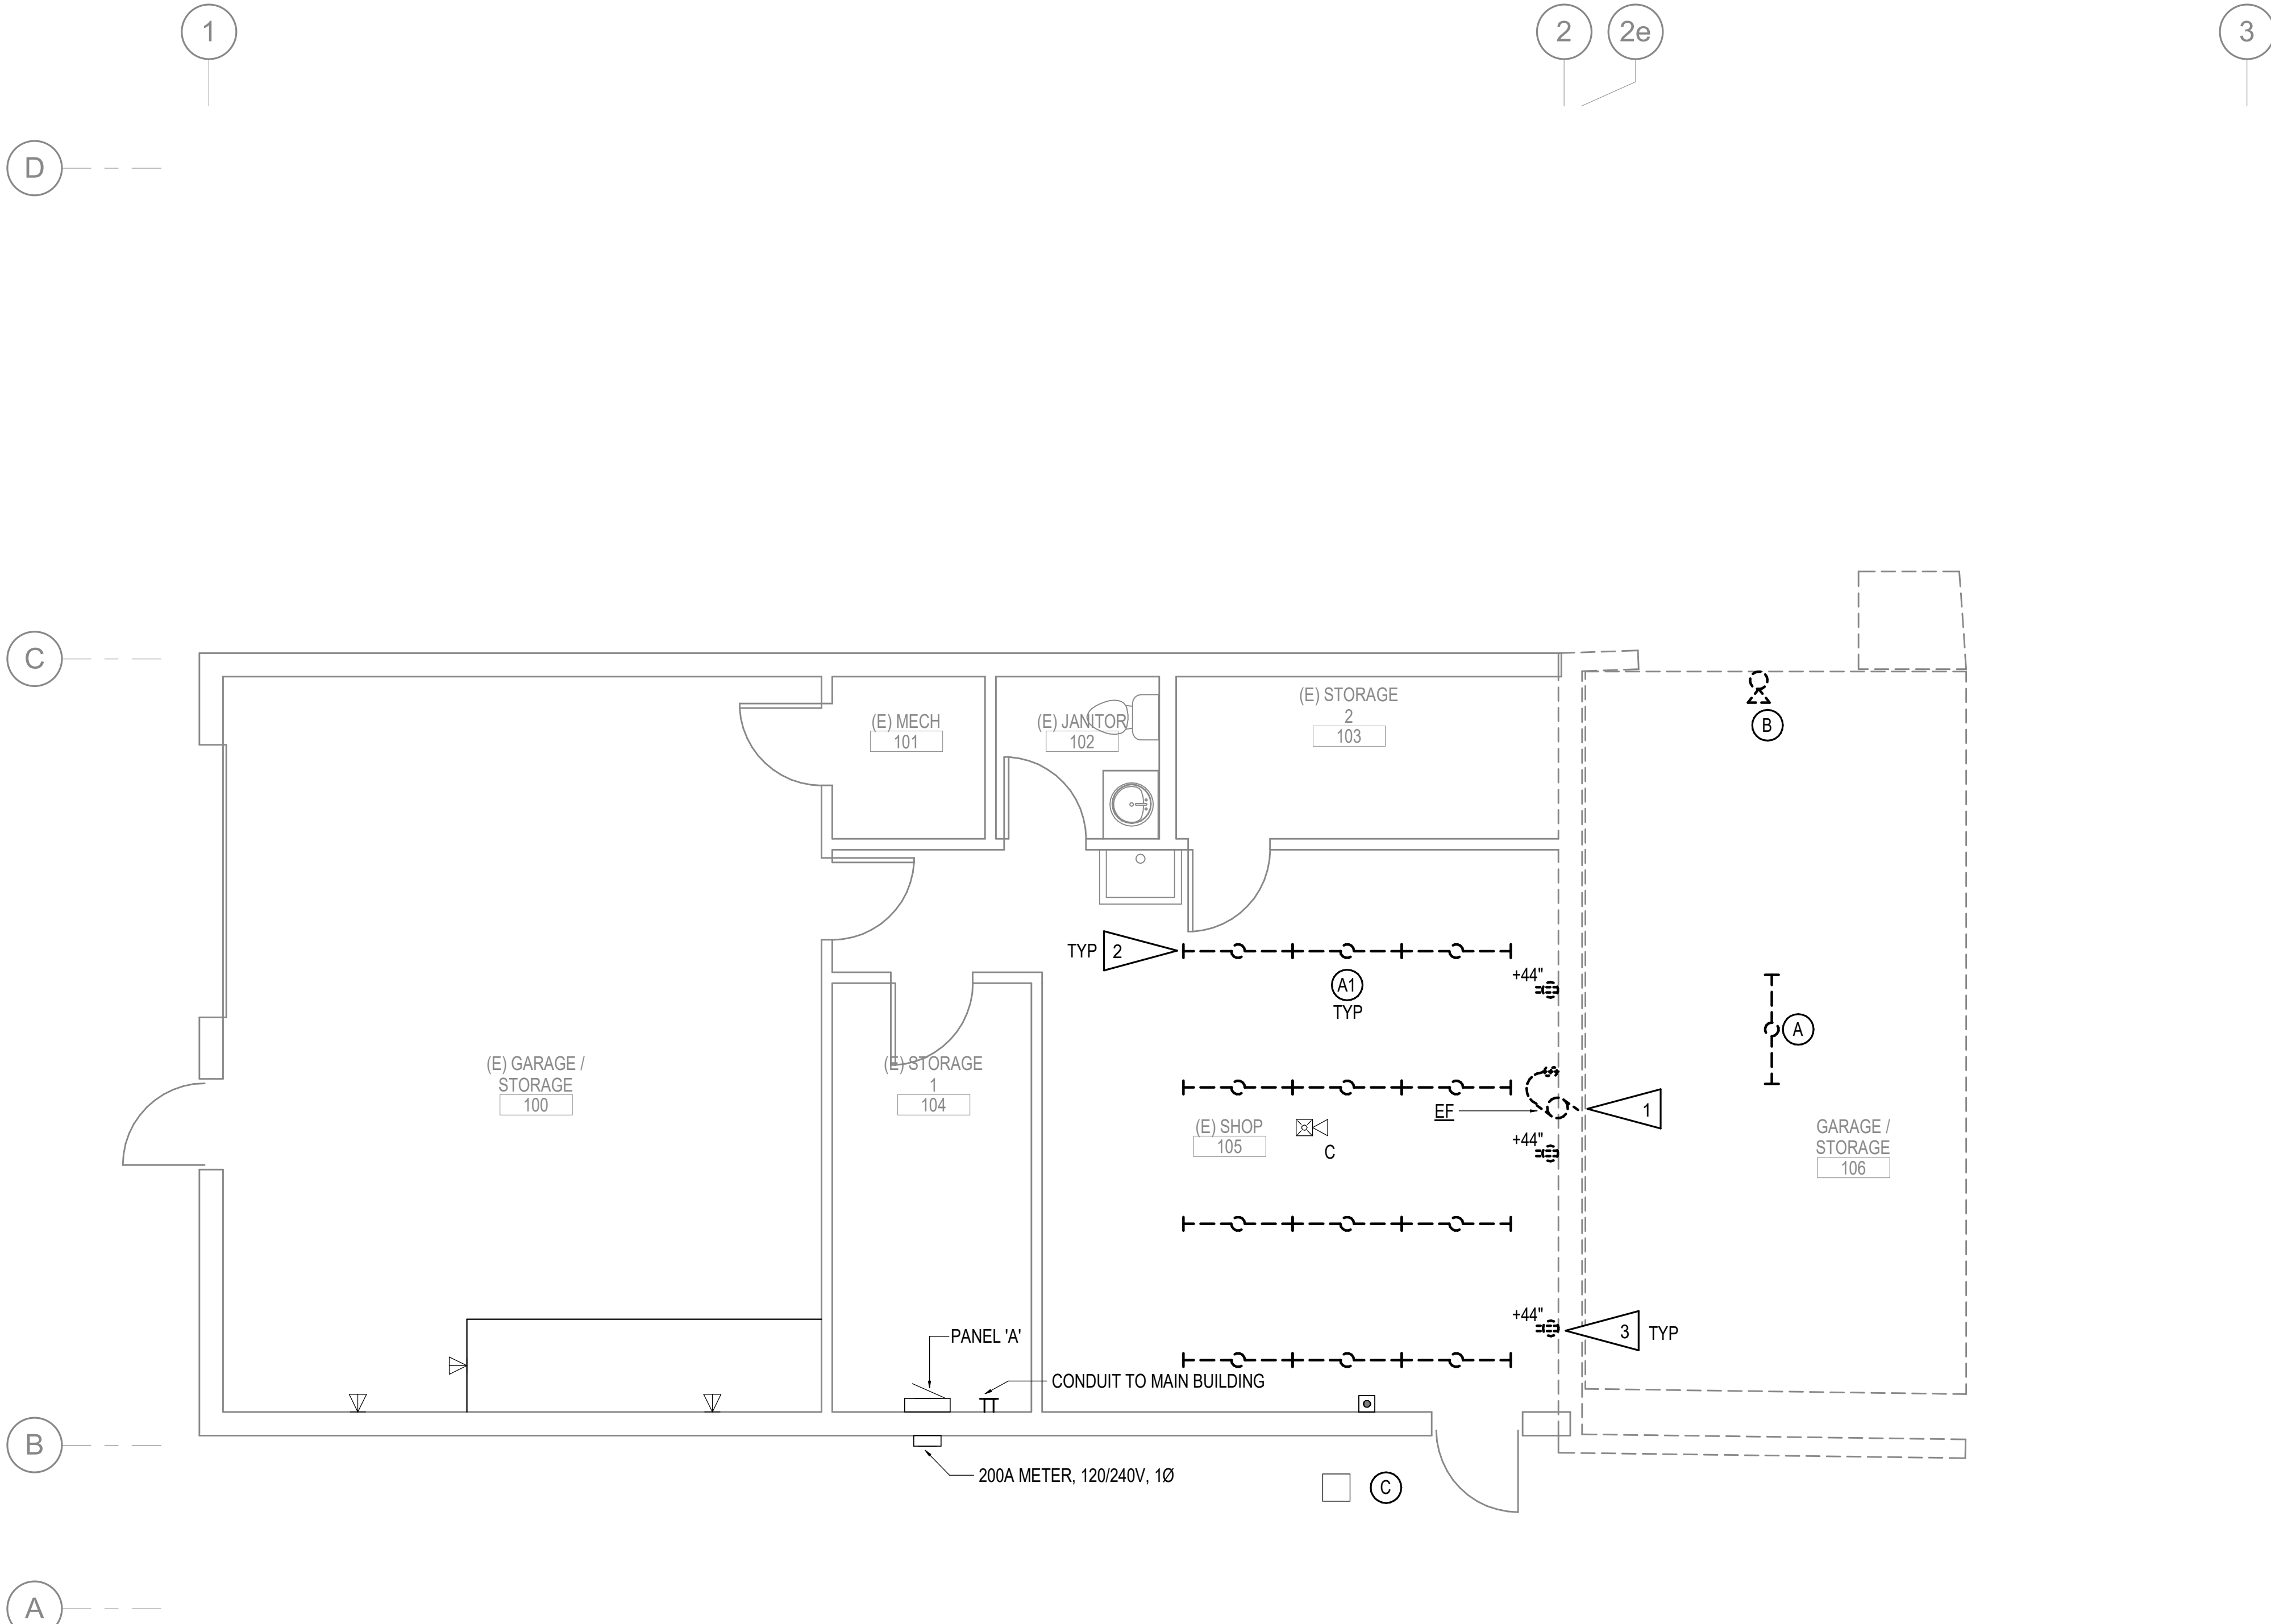 1
2
2e
3
D
C
(E) STORAGE
2
103
(E) MECH
101
(E) JANITOR
102
B
TYP
2
+44"
A1
TYP
A
(E) GARAGE /
STORAGE
100
(E) STORAGE
1
104
EF
1
(E) SHOP
105
C
+44"
GARAGE /
STORAGE
106
+44"
3
TYP
PANEL 'A'
CONDUIT TO MAIN BUILDING
B
200A METER, 120/240V, 1Ø
C
A